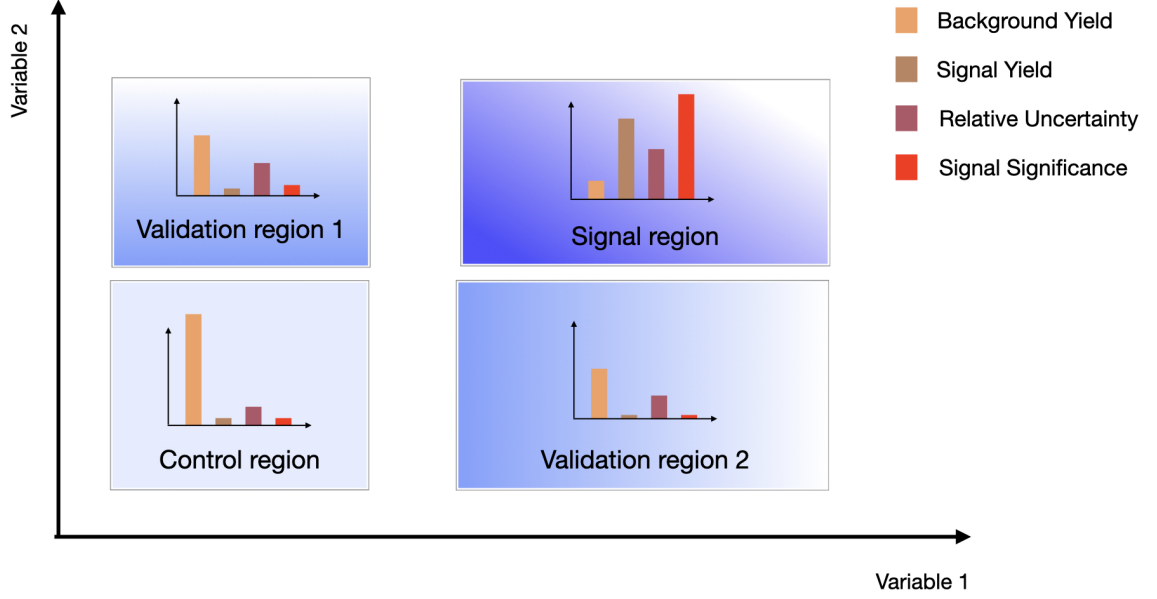 Variable 2
Background Yield
Signal Yield
Relative Uncertainty
Signal Significance
Validation region 1
Signal region
Control region
Validation region 2
Variable 1